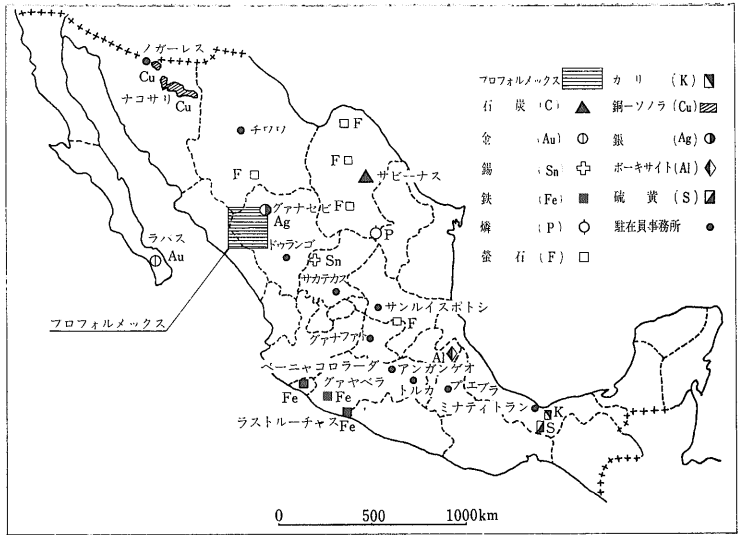 ノガーレス
Cu
ナコサリ
Cu
チワワ
F
F
F
F
サビーナス
グァナセビ
Ag
ラパス
Au
ドゥランゴ
Sn
P
サカテカス
サンルイスポトシ
F
プロフォルメックス
グァナファト
Al
ベーニャコロラーダ
アンガンゲオ
グァヤベラ
トルカ
プエブラ
ミナティトラン
Fe
Fe
Fe
ラストルーチャス
K
S
プロフォルメックス
カリ (K)
石炭 (C)
銅ーソノラ (Cu)
金 (Au)
銀 (Ag)
錫 (Sn)
ボーキサイト (Al)
鉄 (Fe)
硫黄 (S)
燐 (P)
駐在員事務所
螢石 (F)
0 500 1000km